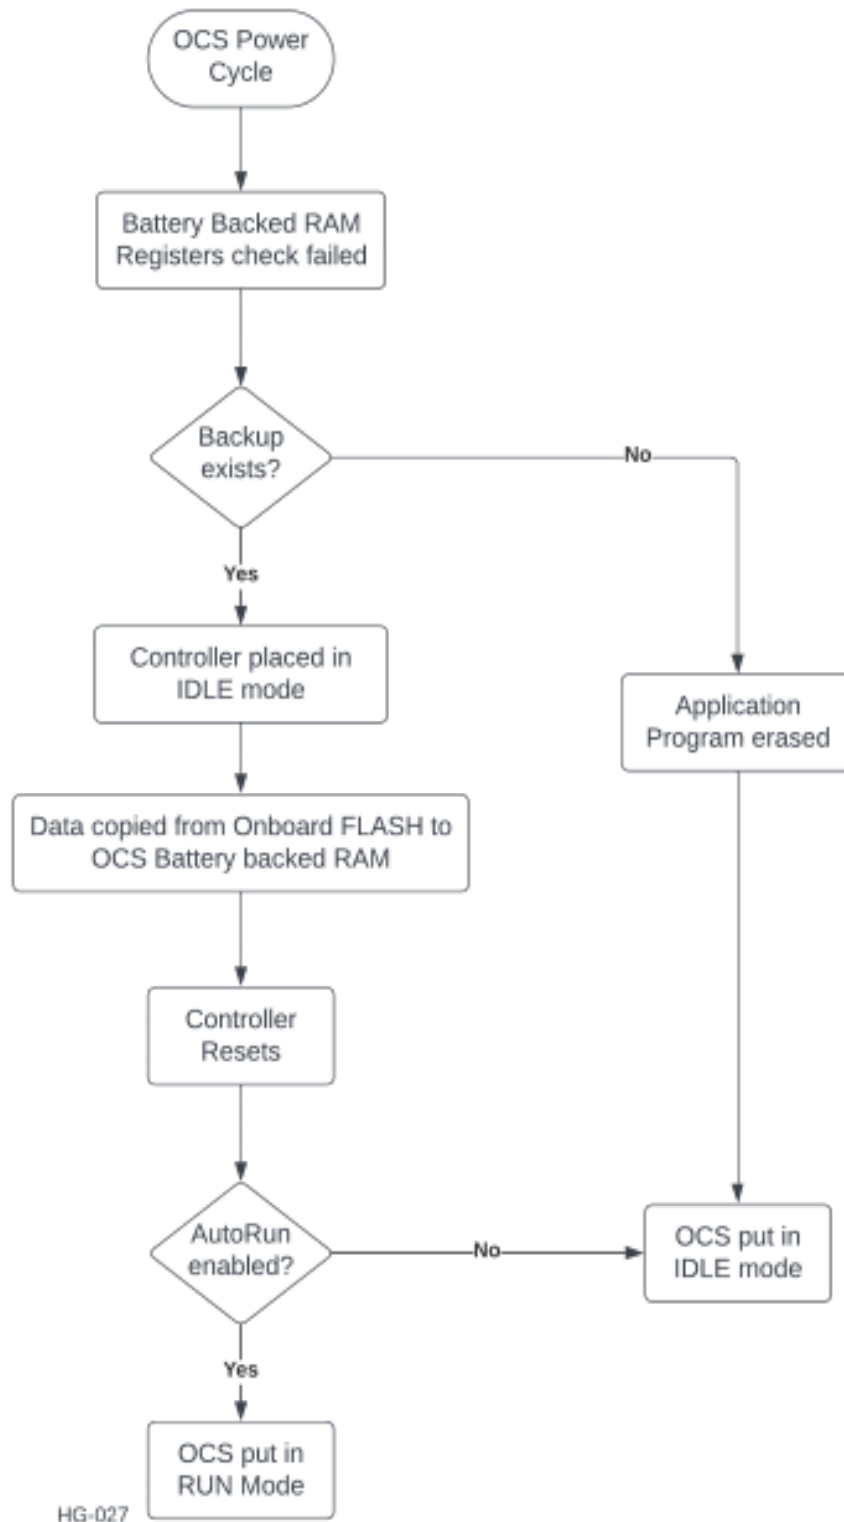 OCS Power
Cycle
Battery Backed RAM
Registers check failed
Backup
exists?
No
Yes
Controller placed in
IDLE mode
Application
Program erased
Data copied from Onboard FLASH to
OCS Battery backed RAM
Controller
Resets
AutoRun
enabled?
No
OCS put in
IDLE mode
Yes
OCS put in
RUN Mode
HG-027